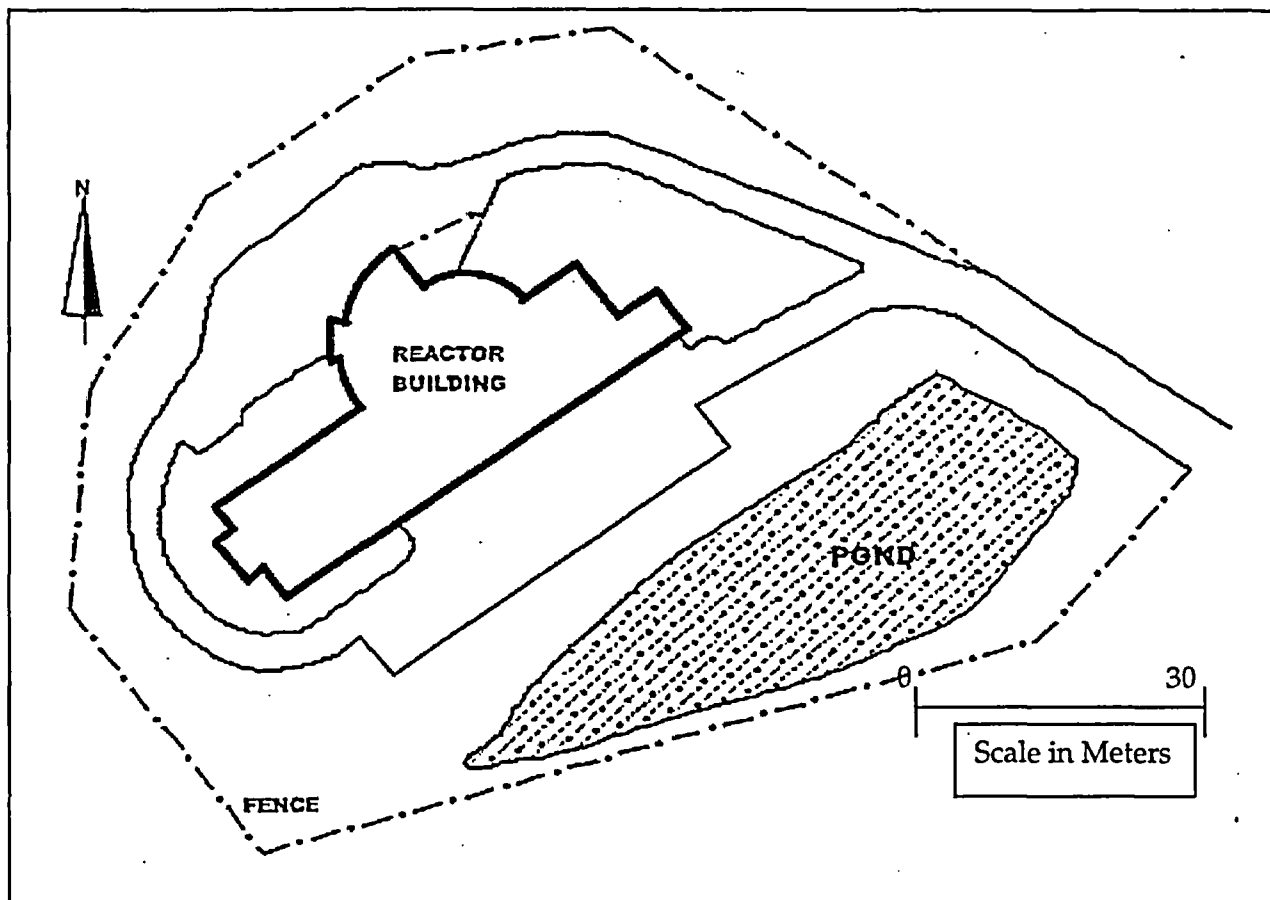 N
REACTOR
BUILDING
POND
0 30
Scale in Meters
FENCE